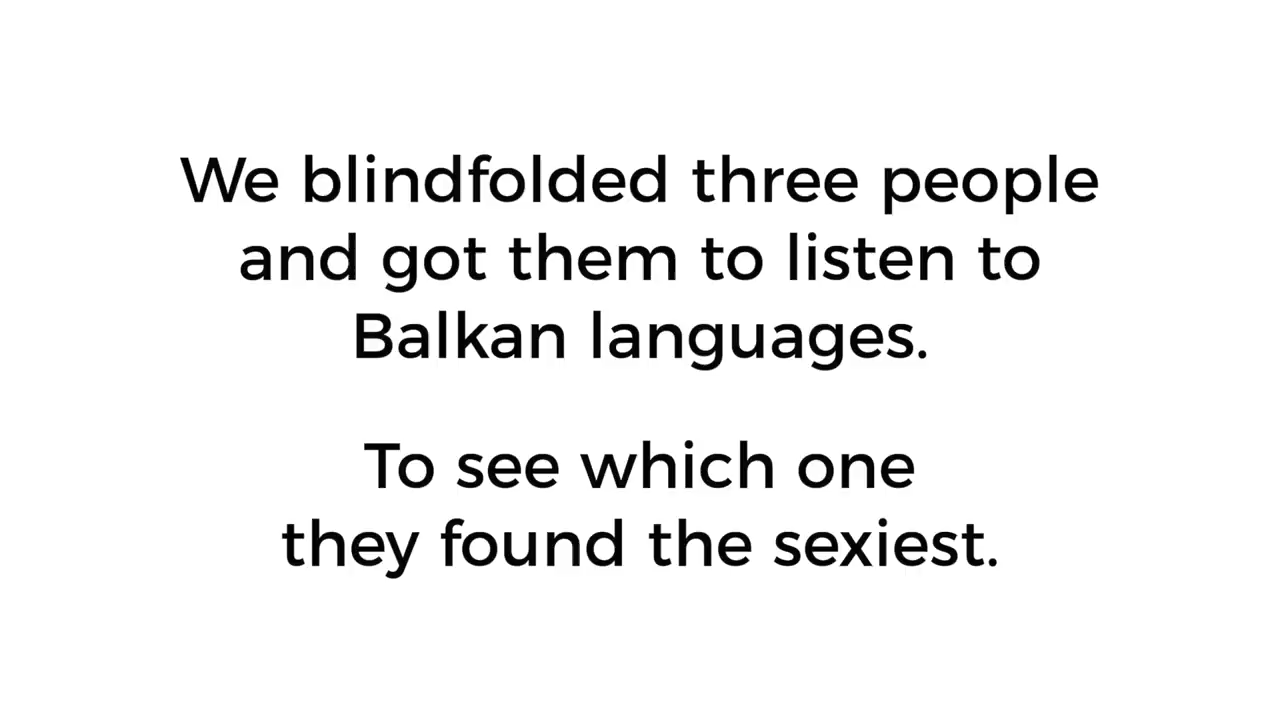 We blindfolded three people
and got them to listen to
Balkan languages.
To see which one
they found the sexiest.